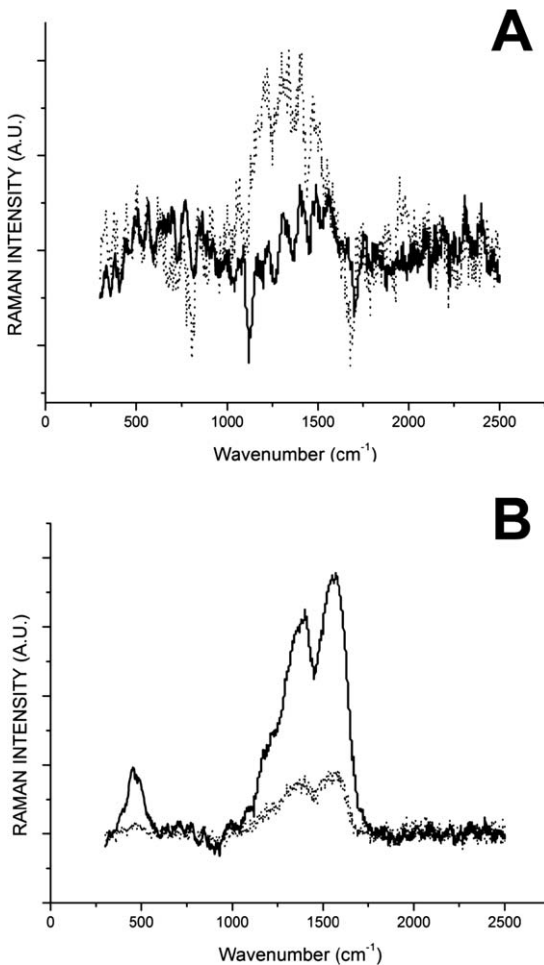 A
RAMAN INTENSITY (A.U.)
0 500 1000 1500 2000 2500
Wavenumber (cm-1)
B
RAMAN INTENSITY (A.U.)
0 500 1000 1500 2000 2500
Wavenumber (cm-1)